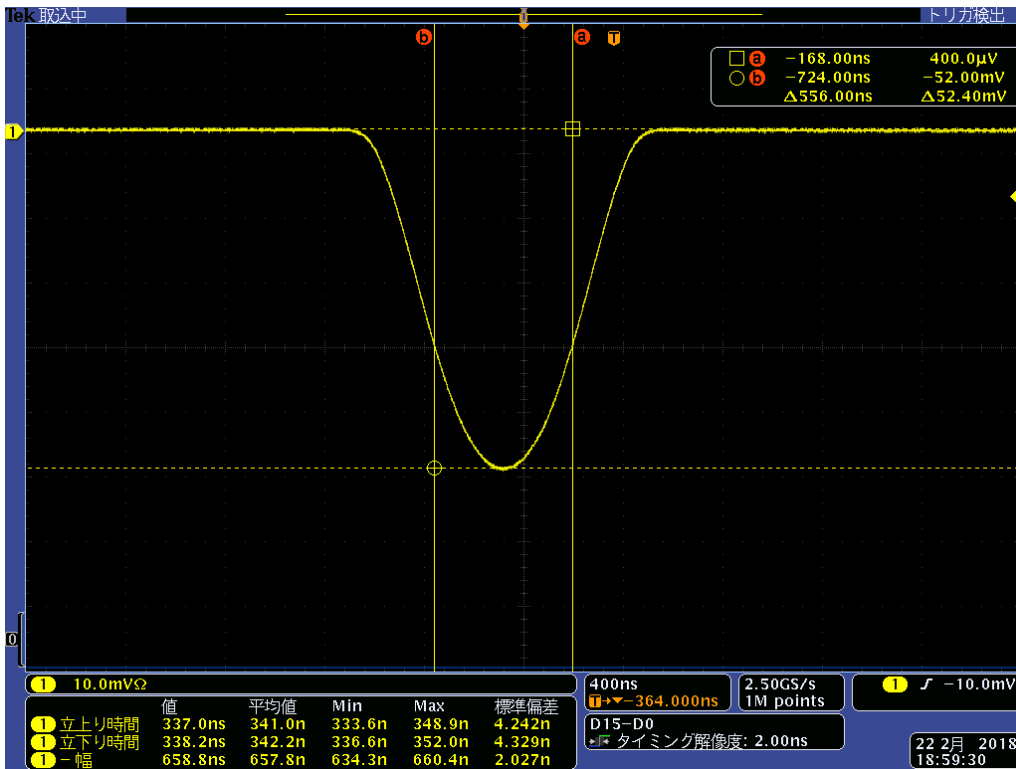 Tek 取込中 トリガ検出
b a T
a −168.00ns 400.0µV
b −724.00ns −52.00mV
Δ556.00ns Δ52.40mV
1
0
1 10.0mVΩ
400ns
T→▼−364.000ns
2.50GS/s
1M points
1 ʃ −10.0mV
値 平均値 Min Max 標準偏差
1 立上り時間 337.0ns 341.0n 333.6n 348.9n 4.242n
1 立下り時間 338.2ns 342.2n 336.6n 352.0n 4.329n
1 −幅 658.8ns 657.8n 634.3n 660.4n 2.027n
D15−D0
タイミング解像度: 2.00ns
22 2月 2018
18:59:30